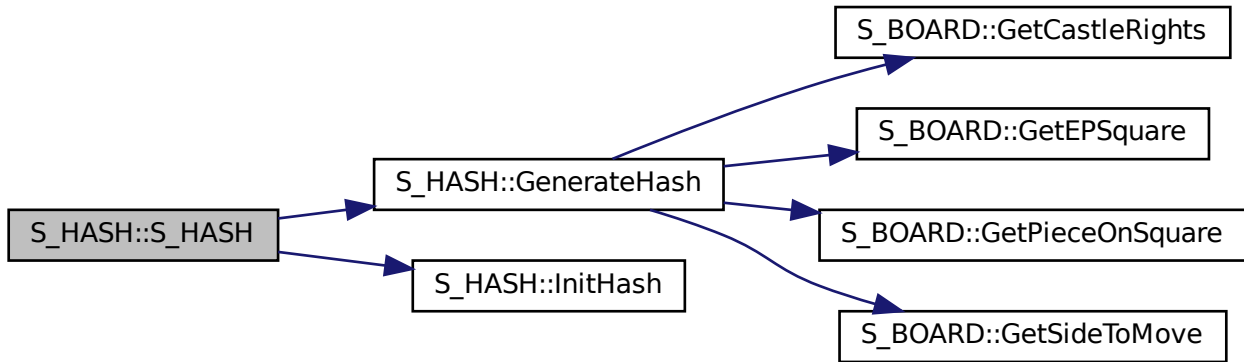 S_HASH::S_HASH
S_HASH::GenerateHash
S_HASH::InitHash
S_BOARD::GetCastleRights
S_BOARD::GetEPSquare
S_BOARD::GetPieceOnSquare
S_BOARD::GetSideToMove